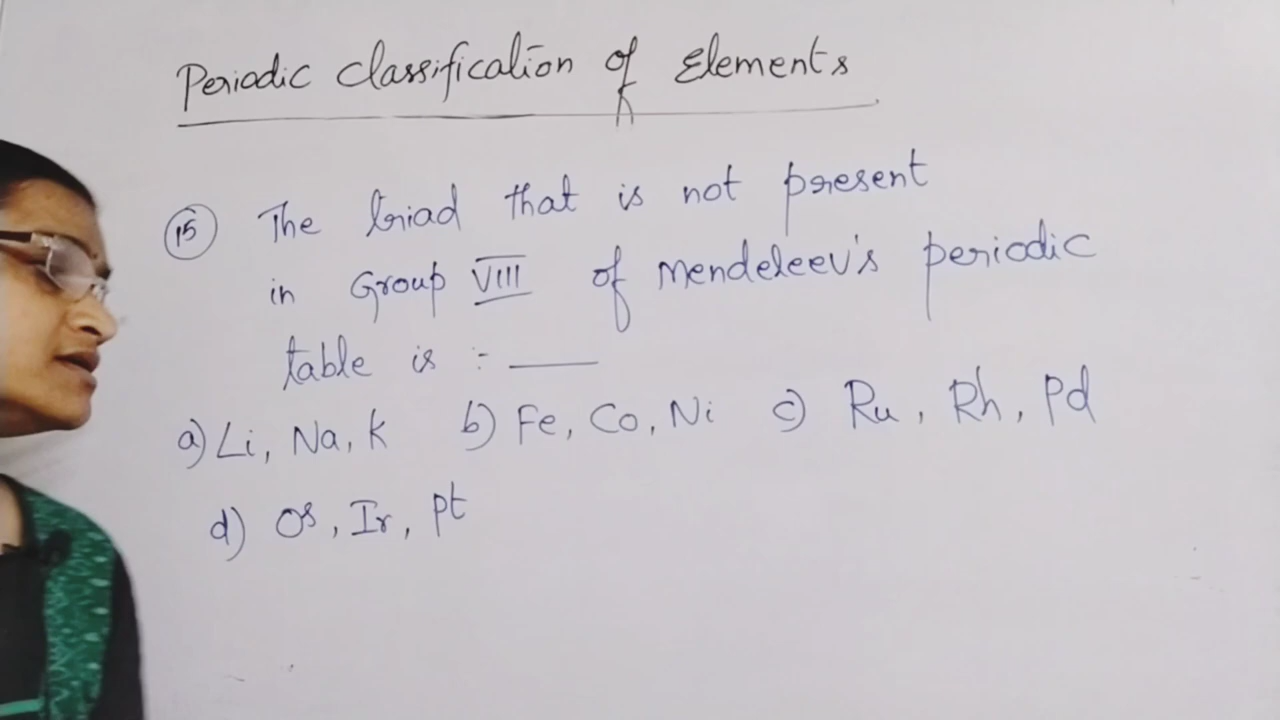 Periodic Classification of Elements
15 The triad that is not present
in Group VIII of Mendeleev's periodic
table is :- ____
a) Li, Na, K b) Fe, Co, Ni c) Ru, Rh, Pd
d) Os, Ir, Pt